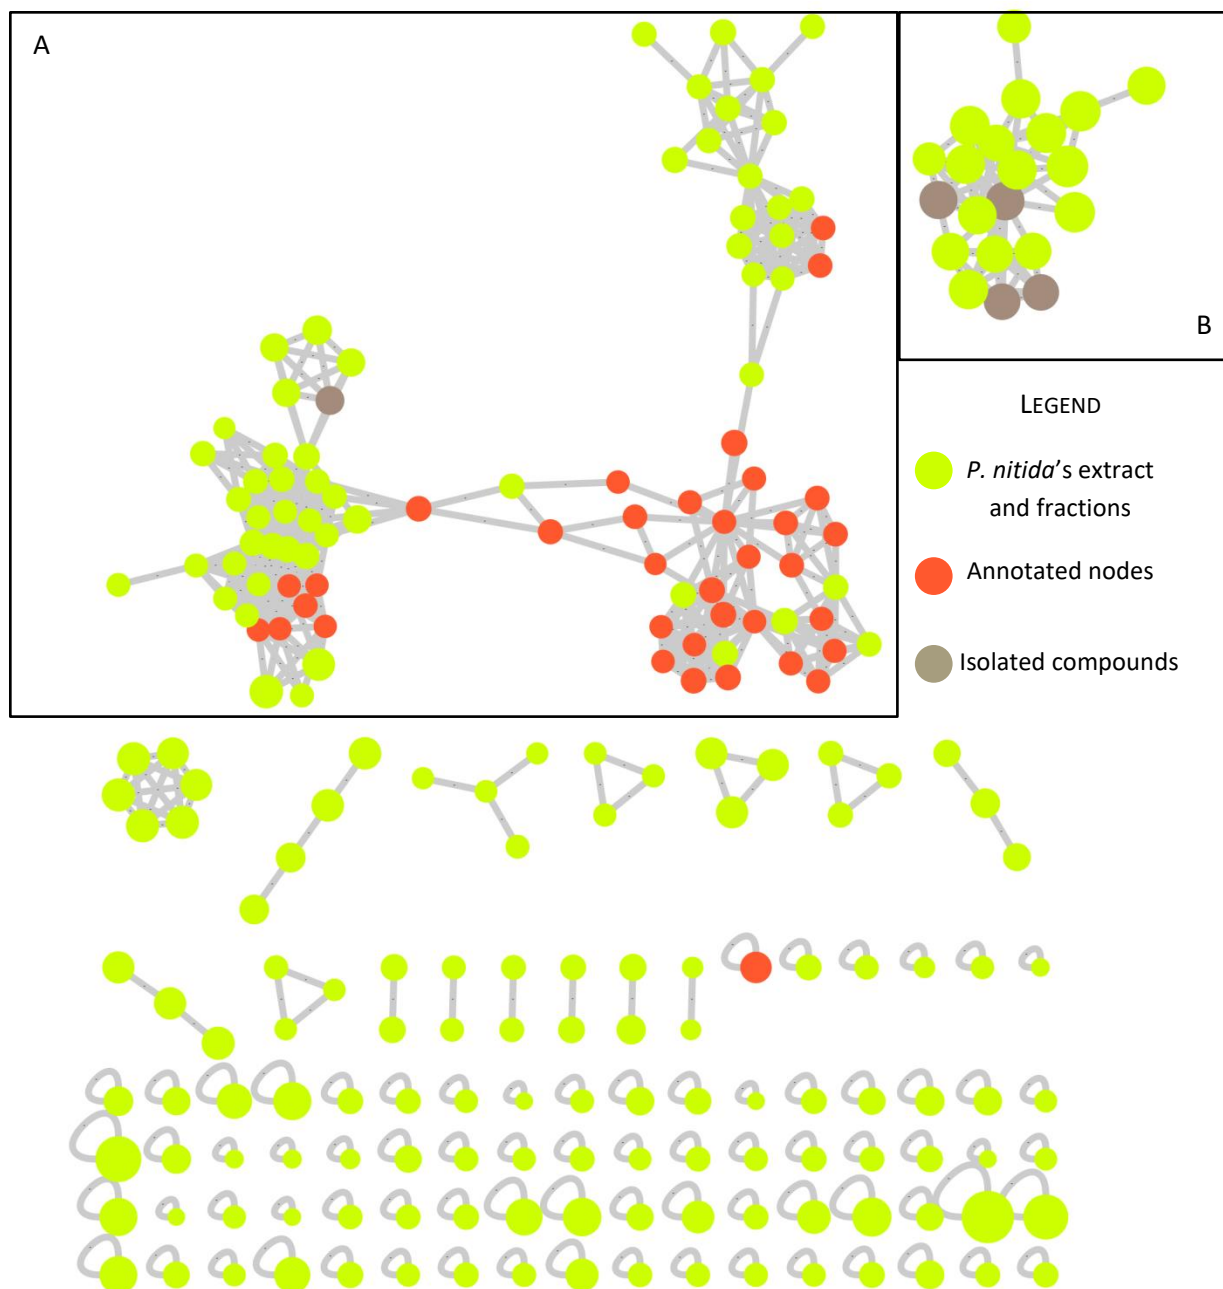 A
B
LEGEND
P. nitida's extract
and fractions
Annotated nodes
Isolated compounds